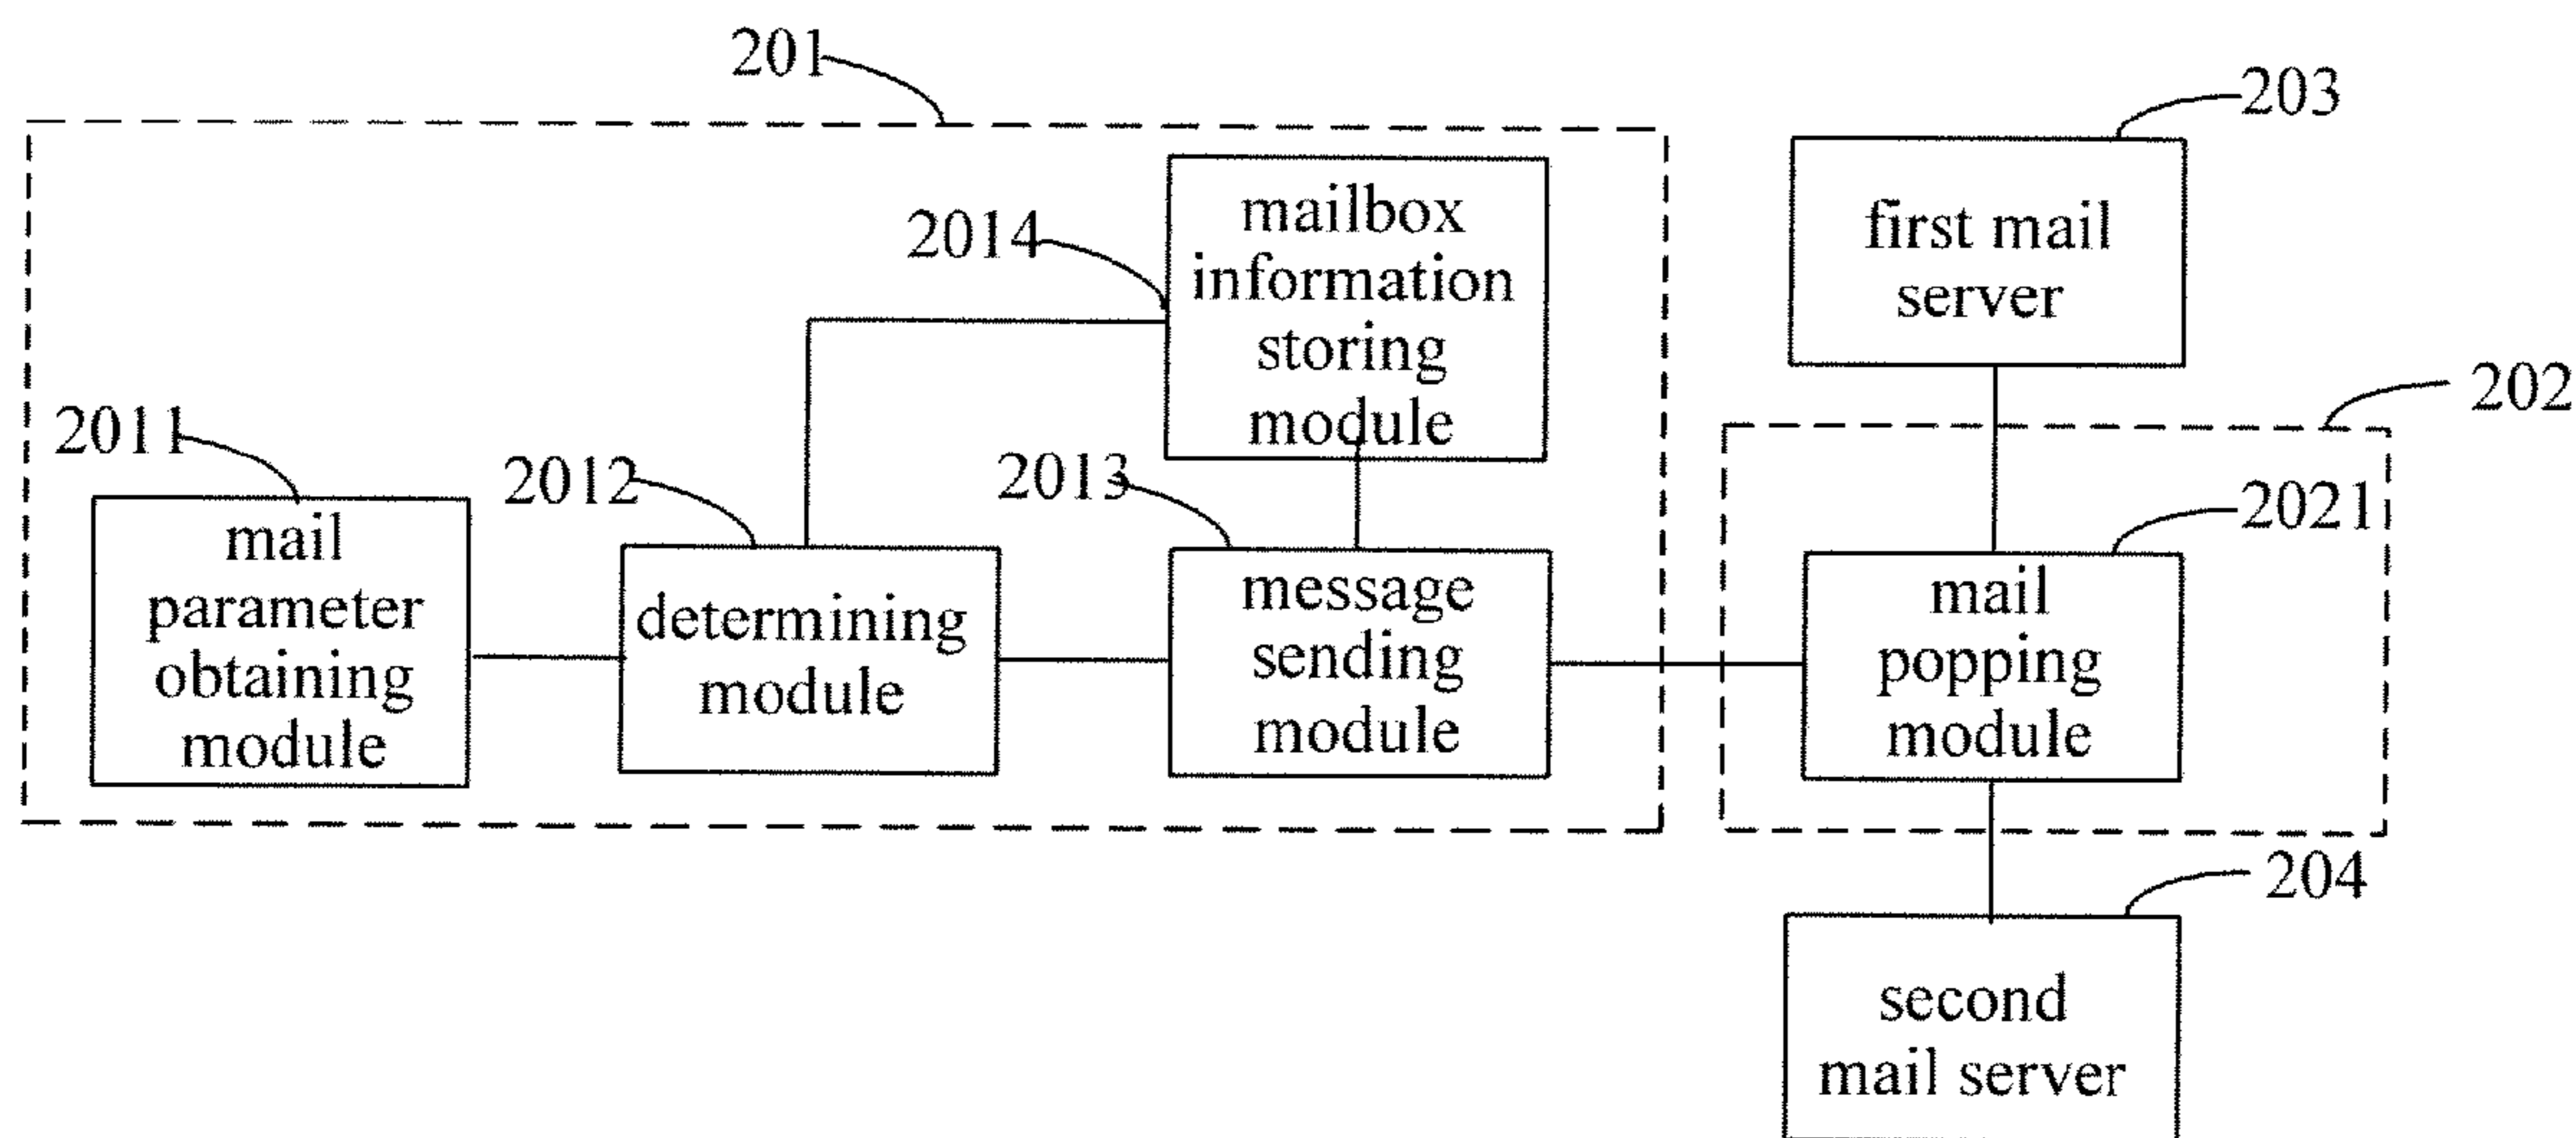 201
203
mailbox
information
storing
module
2014
first mail
server
202
2011
mail
parameter
obtaining
module
2012
determining
module
2013
message
sending
module
2021
mail
popping
module
204
second
mail server